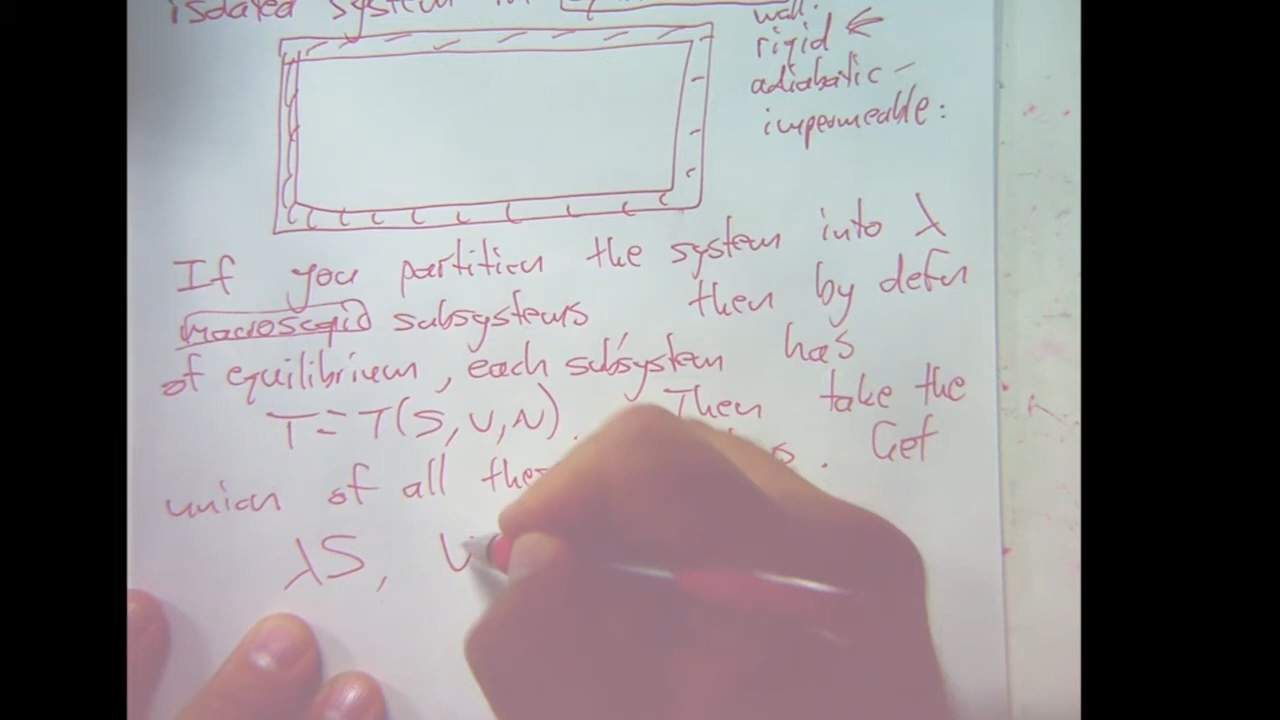 isolated system in
wall:
rigid ←
adiabatic -
impermeable:
If you partition the system into λ
macroscopic subsystems then by defn
of equilibrium, each subsystem has
T = T(S, V, N). Then take the
union of all . Get
λS, V